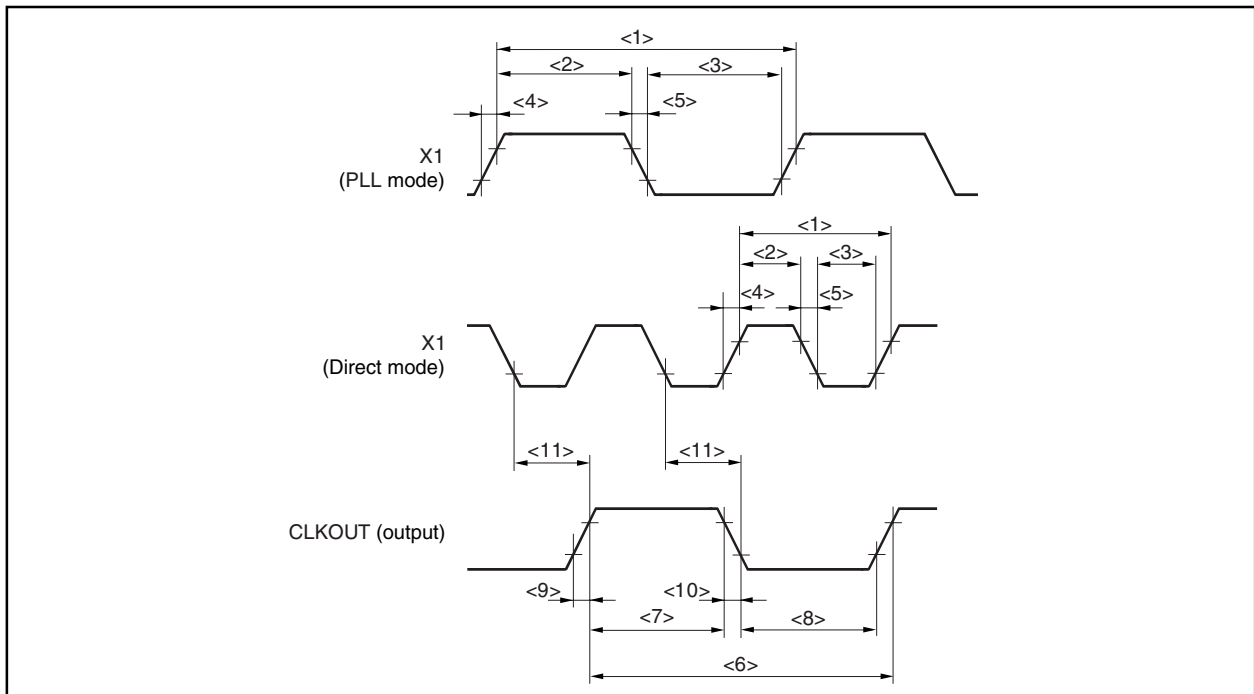 <1>
<2> <3>
<4> <5>
X1
(PLL mode)
<1>
<2> <3>
<4> <5>
X1
(Direct mode)
<11> <11>
CLKOUT (output)
<9> <10>
<7> <8>
<6>